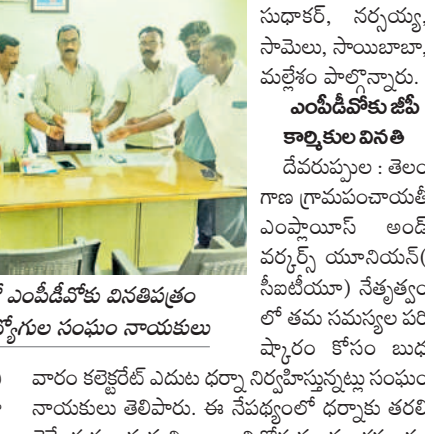 సుధాకర్, నర్సయ్య,
సామెలు, సాయిబాబా,
మల్లేశం పాల్గొన్నారు.
ఎంపీడీవోకు జీపీ
కార్మికుల వినతి
దేవరుప్పుల : తెలం
గాణ గ్రామపంచాయతీ
ఎంప్లాయీస్ అండ్
వర్కర్స్ యూనియన్(
సీఐటీయూ) నేతృత్వం
లో తమ సమస్యల పరి
ష్కారం కోసం బుధ
వారం కలెక్టరేట్ ఎదుట ధర్నా నిర్వహిస్తున్నట్లు సంఘం
నాయకులు తెలిపారు. ఈ నేపథ్యంలో ధర్నాకు తరలి
ఎంపీడీవోకు వినతిపత్రం
సంఘం నాయకులు